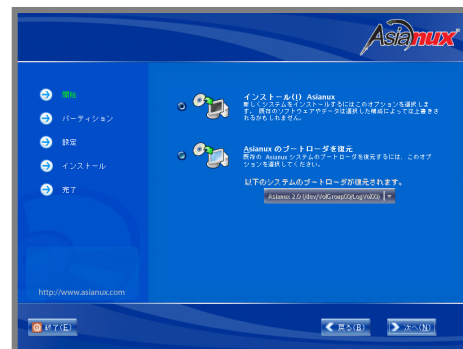 Asianux
開始
パーティション
設定
インストール
完了
インストール(I) Asianux
新しくシステムをインストールするにはこのオプションを選択しま
す。 既存のソフトウェアやデータは選択した構成によっては上書きさ
れるかもしれません。
Asianux のブートローダを復元
既存の Asianux システムのブートローダを復元するには、このオプ
ションを選択してください。
以下のシステムのブートローダが復元されます。
Asianux 2.0 (/dev/VolGroup00/LogVol00)
http://www.asianux.com
終了(E)
戻る(B)
次へ(N)